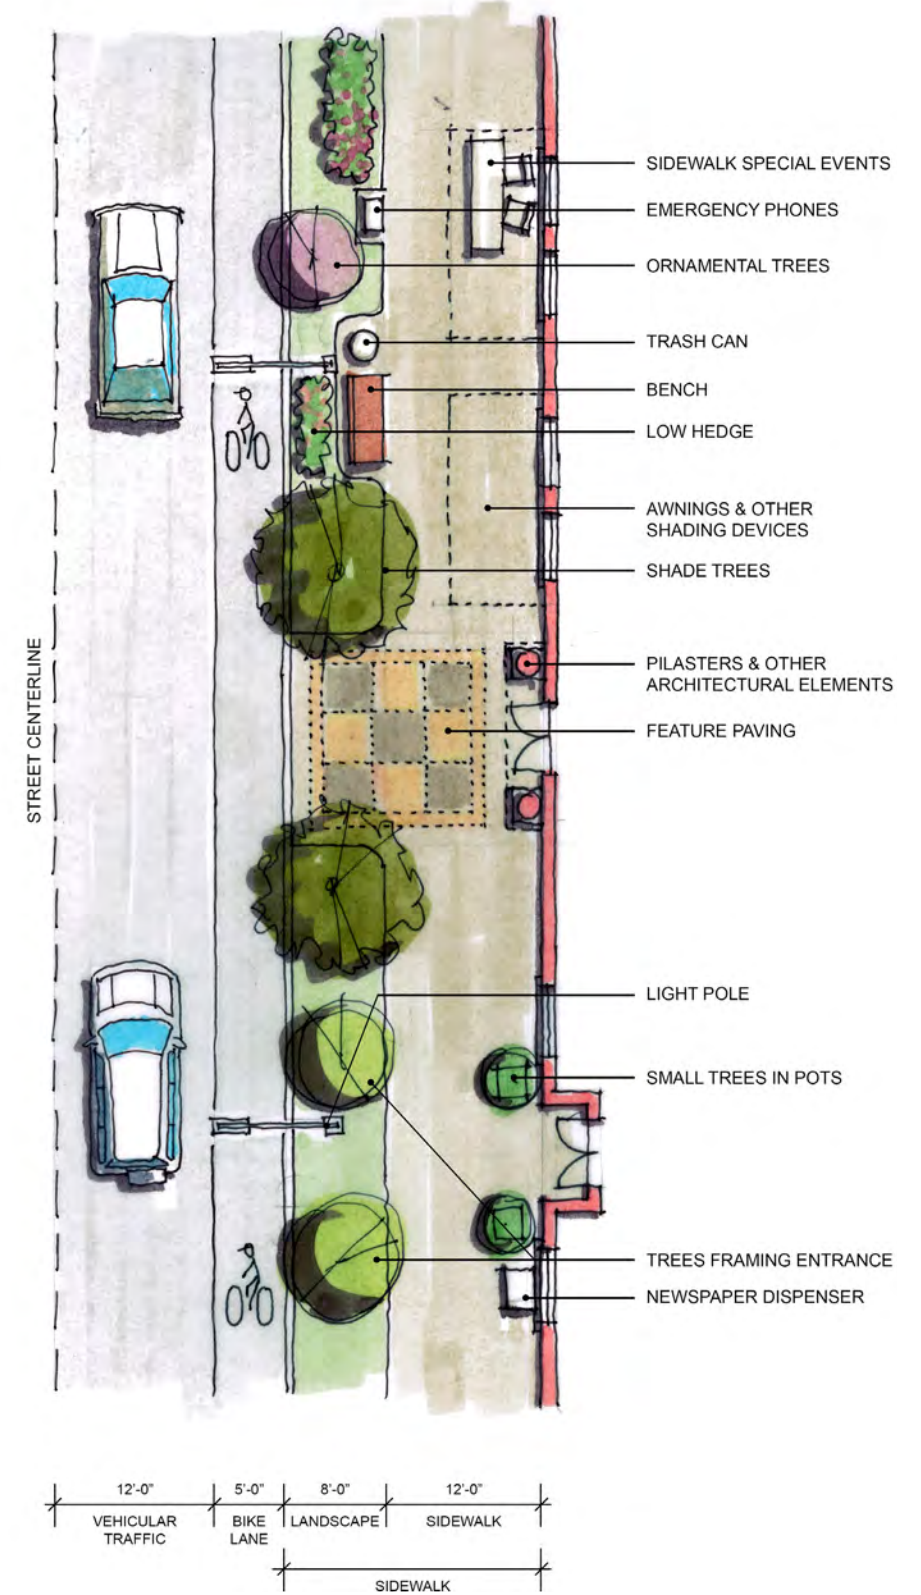 SIDEWALK SPECIAL EVENTS
EMERGENCY PHONES
ORNAMENTAL TREES
TRASH CAN
BENCH
LOW HEDGE
AWNINGS & OTHER
SHADING DEVICES
SHADE TREES
PILASTERS & OTHER
ARCHITECTURAL ELEMENTS
FEATURE PAVING
STREET CENTERLINE
LIGHT POLE
SMALL TREES IN POTS
TREES FRAMING ENTRANCE
NEWSPAPER DISPENSER
12'-0" 5'-0" 8'-0" 12'-0"
VEHICULAR
TRAFFIC
BIKE
LANE
LANDSCAPE
SIDEWALK
SIDEWALK